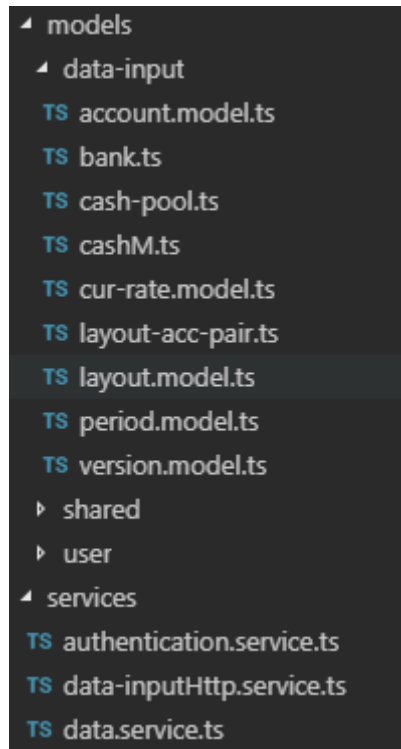 models
data-input
TS account.model.ts
TS bank.ts
TS cash-pool.ts
TS cashM.ts
TS cur-rate.model.ts
TS layout-acc-pair.ts
TS layout.model.ts
TS period.model.ts
TS version.model.ts
shared
user
services
TS authentication.service.ts
TS data-inputHttp.service.ts
TS data.service.ts